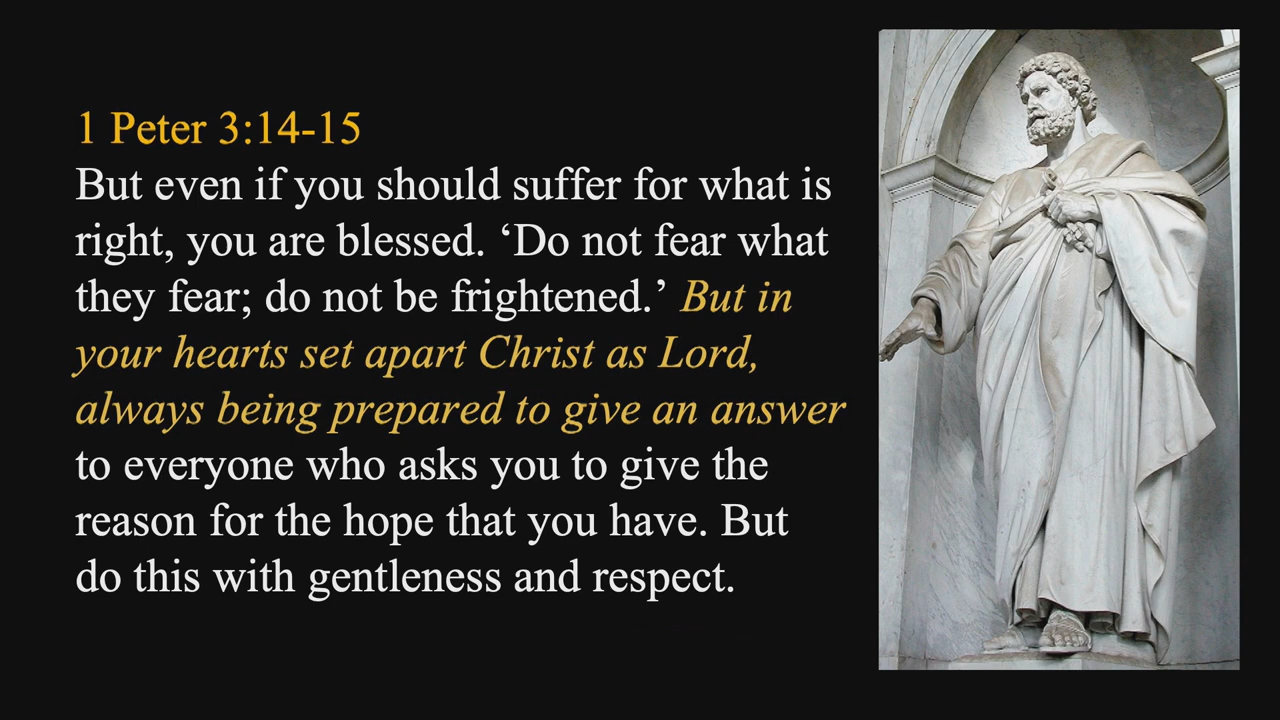 1 Peter 3:14-15
But even if you should suffer for what is
right, you are blessed. ‘Do not fear what
they fear; do not be frightened.’ But in
your hearts set apart Christ as Lord,
always being prepared to give an answer
to everyone who asks you to give the
reason for the hope that you have. But
do this with gentleness and respect.